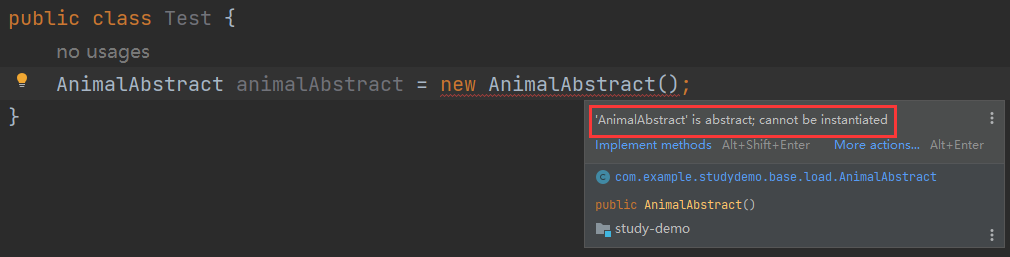 public class Test {
no usages
AnimalAbstract animalAbstract = new AnimalAbstract();
}
'AnimalAbstract' is abstract; cannot be instantiated
Implement methods Alt+Shift+Enter More actions... Alt+Enter
C com.example.studydemo.base.load.AnimalAbstract
public AnimalAbstract()
study-demo